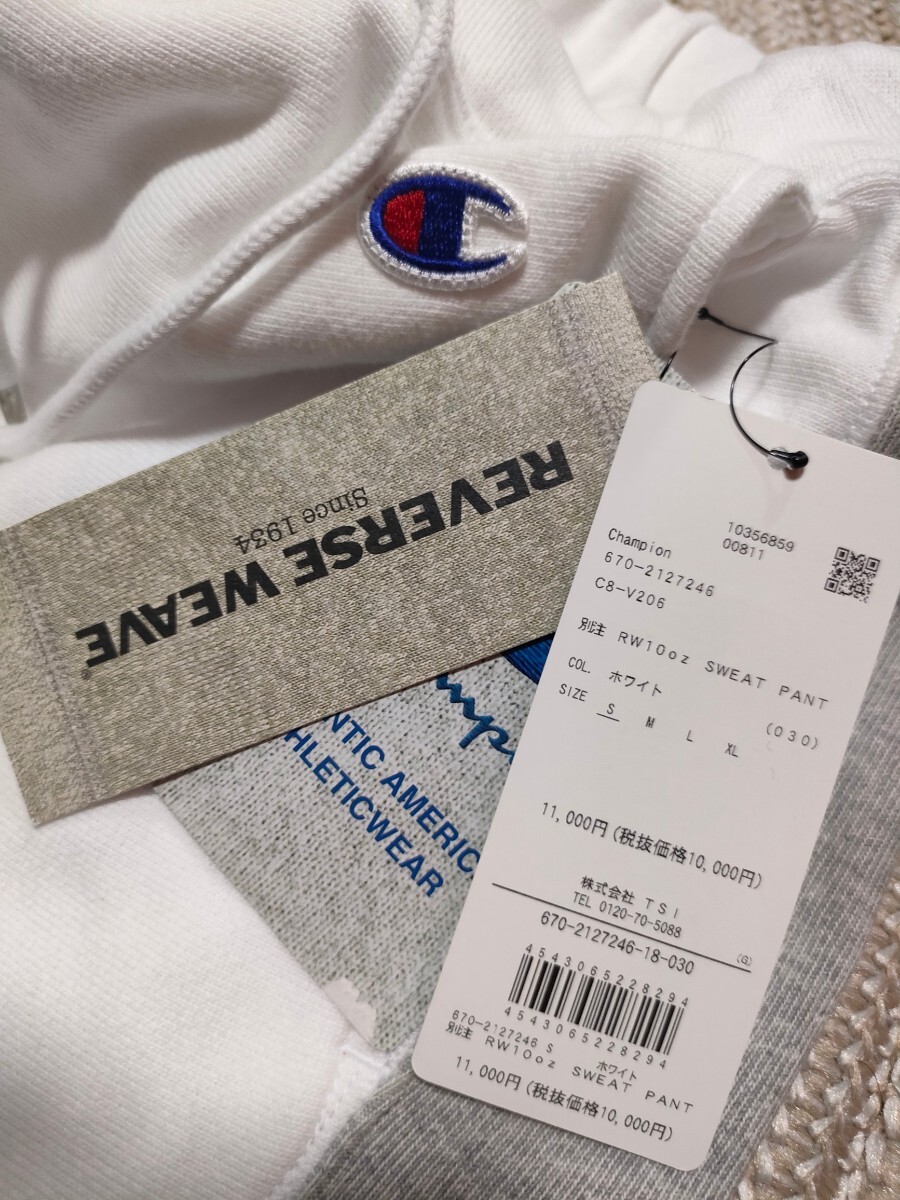 REVERSE WEAVE
Since 1934
mp
NTIC AMERIC
HLETICWEAR
10356859
00811
Champion
670-2127246
C8-V206
別注 RW10oz SWEAT PANT
COL. ホワイト (030)
SIZE S M L XL
11,000円(税抜価格10,000円)
株式会社 TSI
TEL 0120-70-5088
670-2127246-18-030
(G)
4543065228294
4543065228294
670-2127246 S ホワイト
別注 RW10oz SWEAT PANT
11,000円(税抜価格10,000円)